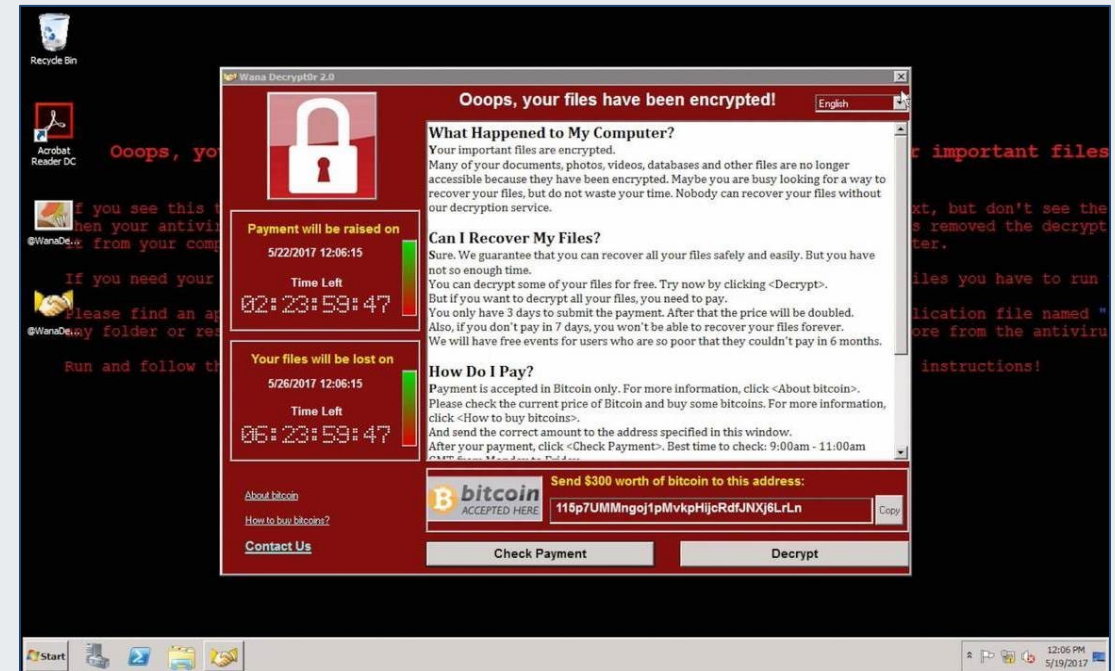 Recycle Bin
Acrobat
Reader DC
@WanaDe...
@WanaDe...
Ooops, yo
r important files
f you see this t
xt, but don't see the
hen your antivir
s removed the decrypt
from your comp
ter.
If you need your
iles you have to run
lease find an ap
lication file named "
y folder or res
ore from the antiviru
Run and follow th
instructions!
Wana Decrypt0r 2.0
Ooops, your files have been encrypted!
English
Payment will be raised on
5/22/2017 12:06:15
Time Left
02:23:59:47
Your files will be lost on
5/26/2017 12:06:15
Time Left
06:23:59:47
About bitcoin
How to buy bitcoins?
Contact Us
What Happened to My Computer?
Your important files are encrypted.
Many of your documents, photos, videos, databases and other files are no longer
accessible because they have been encrypted. Maybe you are busy looking for a way to
recover your files, but do not waste your time. Nobody can recover your files without
our decryption service.
Can I Recover My Files?
Sure. We guarantee that you can recover all your files safely and easily. But you have
not so enough time.
You can decrypt some of your files for free. Try now by clicking <Decrypt>.
But if you want to decrypt all your files, you need to pay.
You only have 3 days to submit the payment. After that the price will be doubled.
Also, if you don't pay in 7 days, you won't be able to recover your files forever.
We will have free events for users who are so poor that they couldn't pay in 6 months.
How Do I Pay?
Payment is accepted in Bitcoin only. For more information, click <About bitcoin>.
Please check the current price of Bitcoin and buy some bitcoins. For more information,
click <How to buy bitcoins>.
And send the correct amount to the address specified in this window.
After your payment, click <Check Payment>. Best time to check: 9:00am - 11:00am
bitcoin
ACCEPTED HERE
Send $300 worth of bitcoin to this address:
115p7UMMngoj1pMvkpHijcRdfJNXj6LrLn
Copy
Check Payment
Decrypt
Start
12:06 PM
5/19/2017